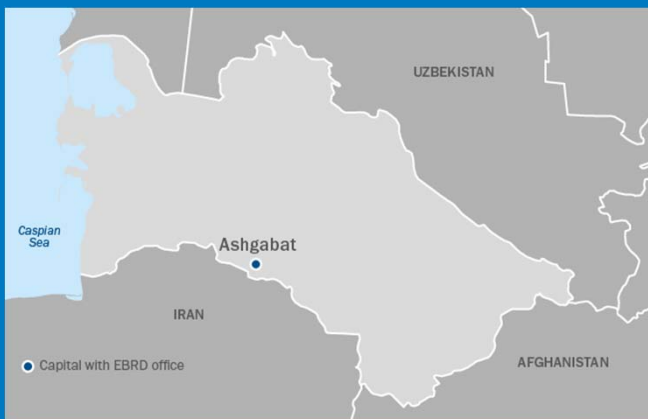 UZBEKISTAN
Caspian
Sea
Ashgabat
IRAN
Capital with EBRD office
AFGHANISTAN